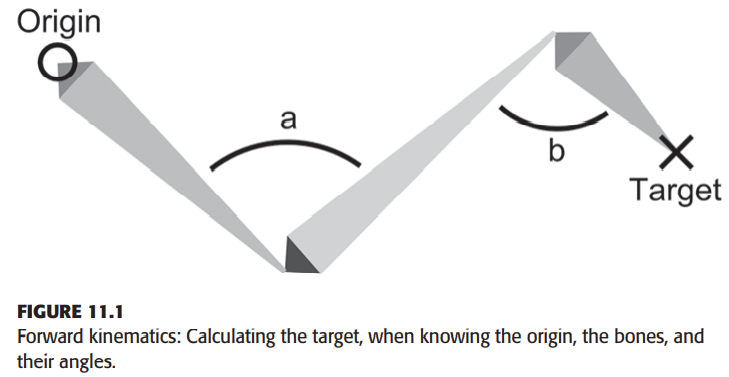 Origin
a
b
Target
FIGURE 11.1
Forward kinematics: Calculating the target, when knowing the origin, the bones, and
their angles.